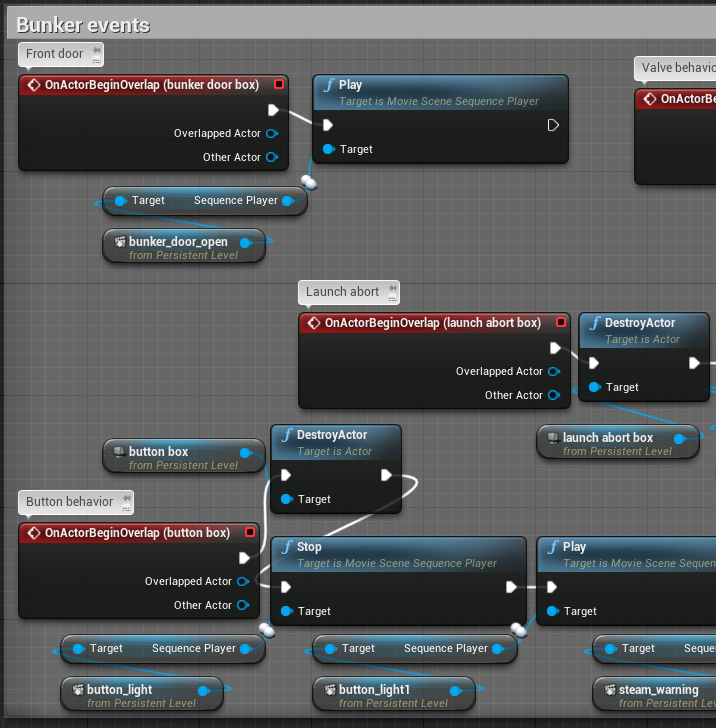 Bunker events
Front door
OnActorBeginOverlap (bunker door box)
Overlapped Actor
Other Actor
f Play
Target is Movie Scene Sequence Player
Target
Target Sequence Player
bunker_door_open
from Persistent Level
Valve behavic
OnActorBe
Launch abort
OnActorBeginOverlap (launch abort box)
Overlapped Actor
Other Actor
f DestroyActor
Target is Actor
Target
launch abort box
from Persistent Level
button box
from Persistent Level
f DestroyActor
Target is Actor
Target
Button behavior
OnActorBeginOverlap (button box)
Overlapped Actor
Other Actor
f Stop
Target is Movie Scene Sequence Player
Target
f Play
Target is Movie Scene Sequen
Target
Target Sequence Player
button_light
from Persistent Level
Target Sequence Player
button_light1
from Persistent Level
Target Seque
steam_warning
from Persistent Level